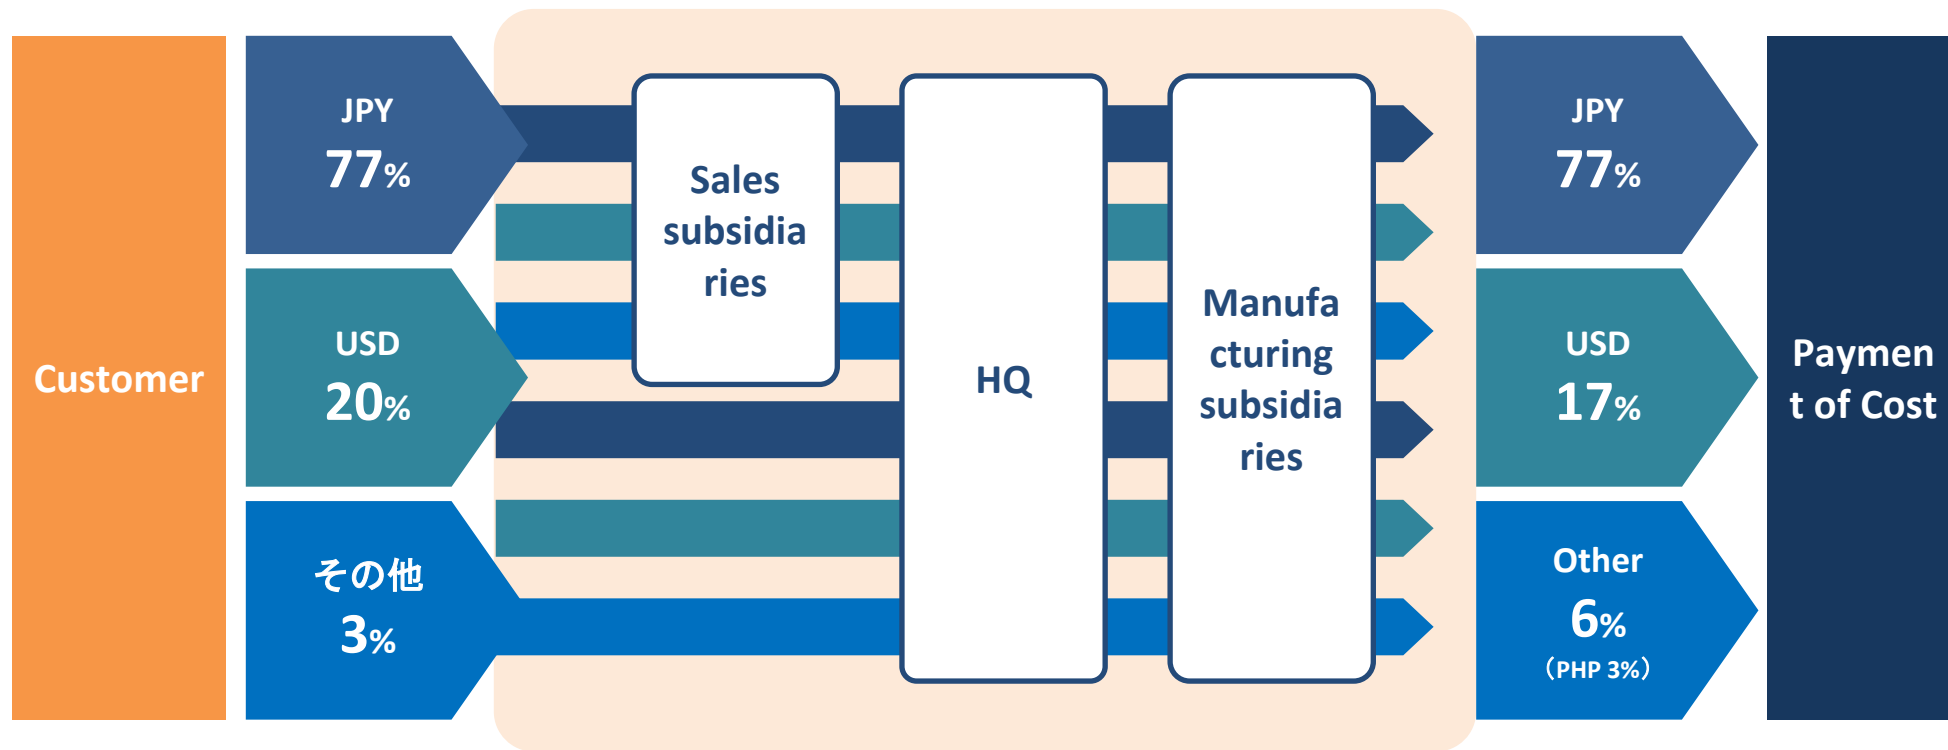 Customer
JPY
77%
USD
20%
その他
3%
Sales
subsidia
ries
HQ
Manufa
cturing
subsidia
ries
JPY
77%
USD
17%
Other
6%
（PHP 3%）
Paymen
t of Cost